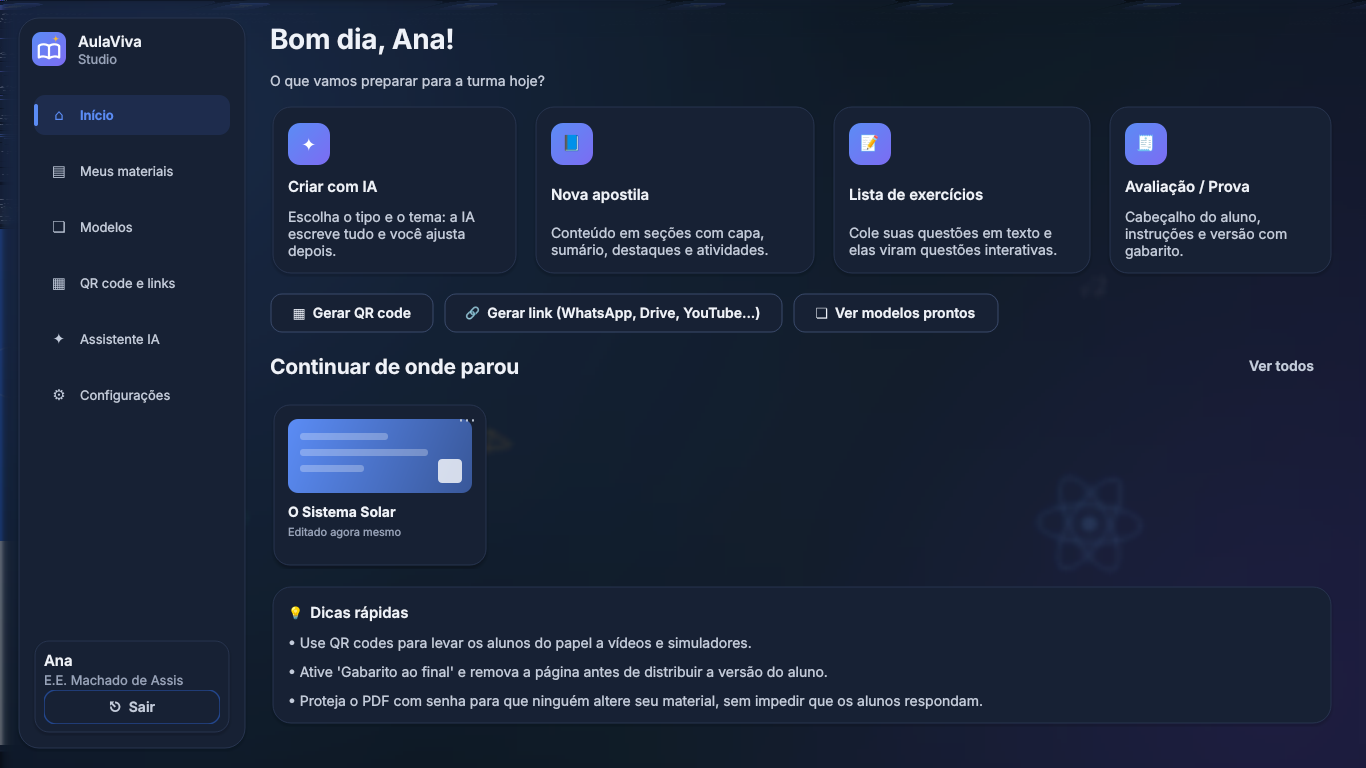 AulaViva
Studio
Início
Meus materiais
Modelos
QR code e links
Assistente IA
Configurações
Ana
E.E. Machado de Assis
Sair
Bom dia, Ana!
O que vamos preparar para a turma hoje?
Criar com IA
Escolha o tipo e o tema: a IA
escreve tudo e você ajusta
depois.
Nova apostila
Conteúdo em seções com capa,
sumário, destaques e atividades.
Lista de exercícios
Cole suas questões em texto e
elas viram questões interativas.
Avaliação / Prova
Cabeçalho do aluno,
instruções e versão com
gabarito.
Gerar QR code
Gerar link (WhatsApp, Drive, YouTube...)
Ver modelos prontos
Continuar de onde parou
Ver todos
O Sistema Solar
Editado agora mesmo
Dicas rápidas
• Use QR codes para levar os alunos do papel a vídeos e simuladores.
• Ative 'Gabarito ao final' e remova a página antes de distribuir a versão do aluno.
• Proteja o PDF com senha para que ninguém altere seu material, sem impedir que os alunos respondam.